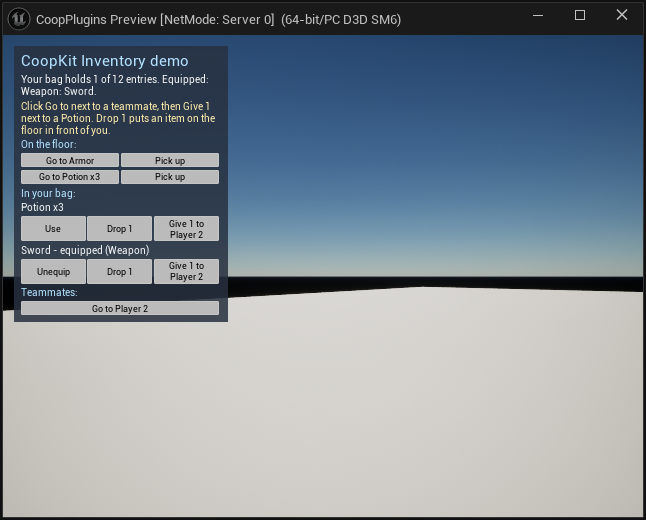 CoopPlugins Preview [NetMode: Server 0] (64-bit/PC D3D SM6)
CoopKit Inventory demo
Your bag holds 1 of 12 entries. Equipped:
Weapon: Sword.
Click Go to next to a teammate, then Give 1
next to a Potion. Drop 1 puts an item on the
floor in front of you.
On the floor:
Go to Armor Pick up
Go to Potion x3 Pick up
In your bag:
Potion x3
Use Drop 1 Give 1 to
Player 2
Sword - equipped (Weapon)
Unequip Drop 1 Give 1 to
Player 2
Teammates:
Go to Player 2